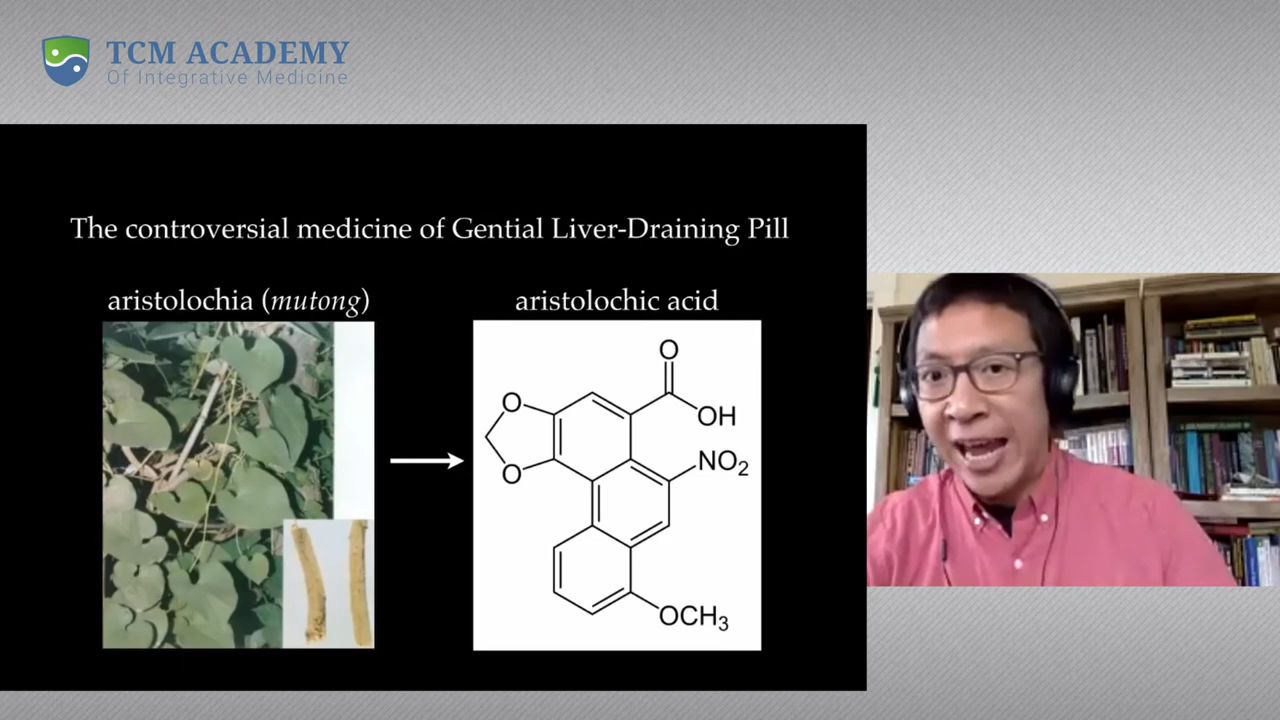 TCM ACADEMY
Of Integrative Medicine
The controversial medicine of Gential Liver-Draining Pill
aristolochia (mutong)
aristolochic acid
O
OH
O
O
NO2
OCH3